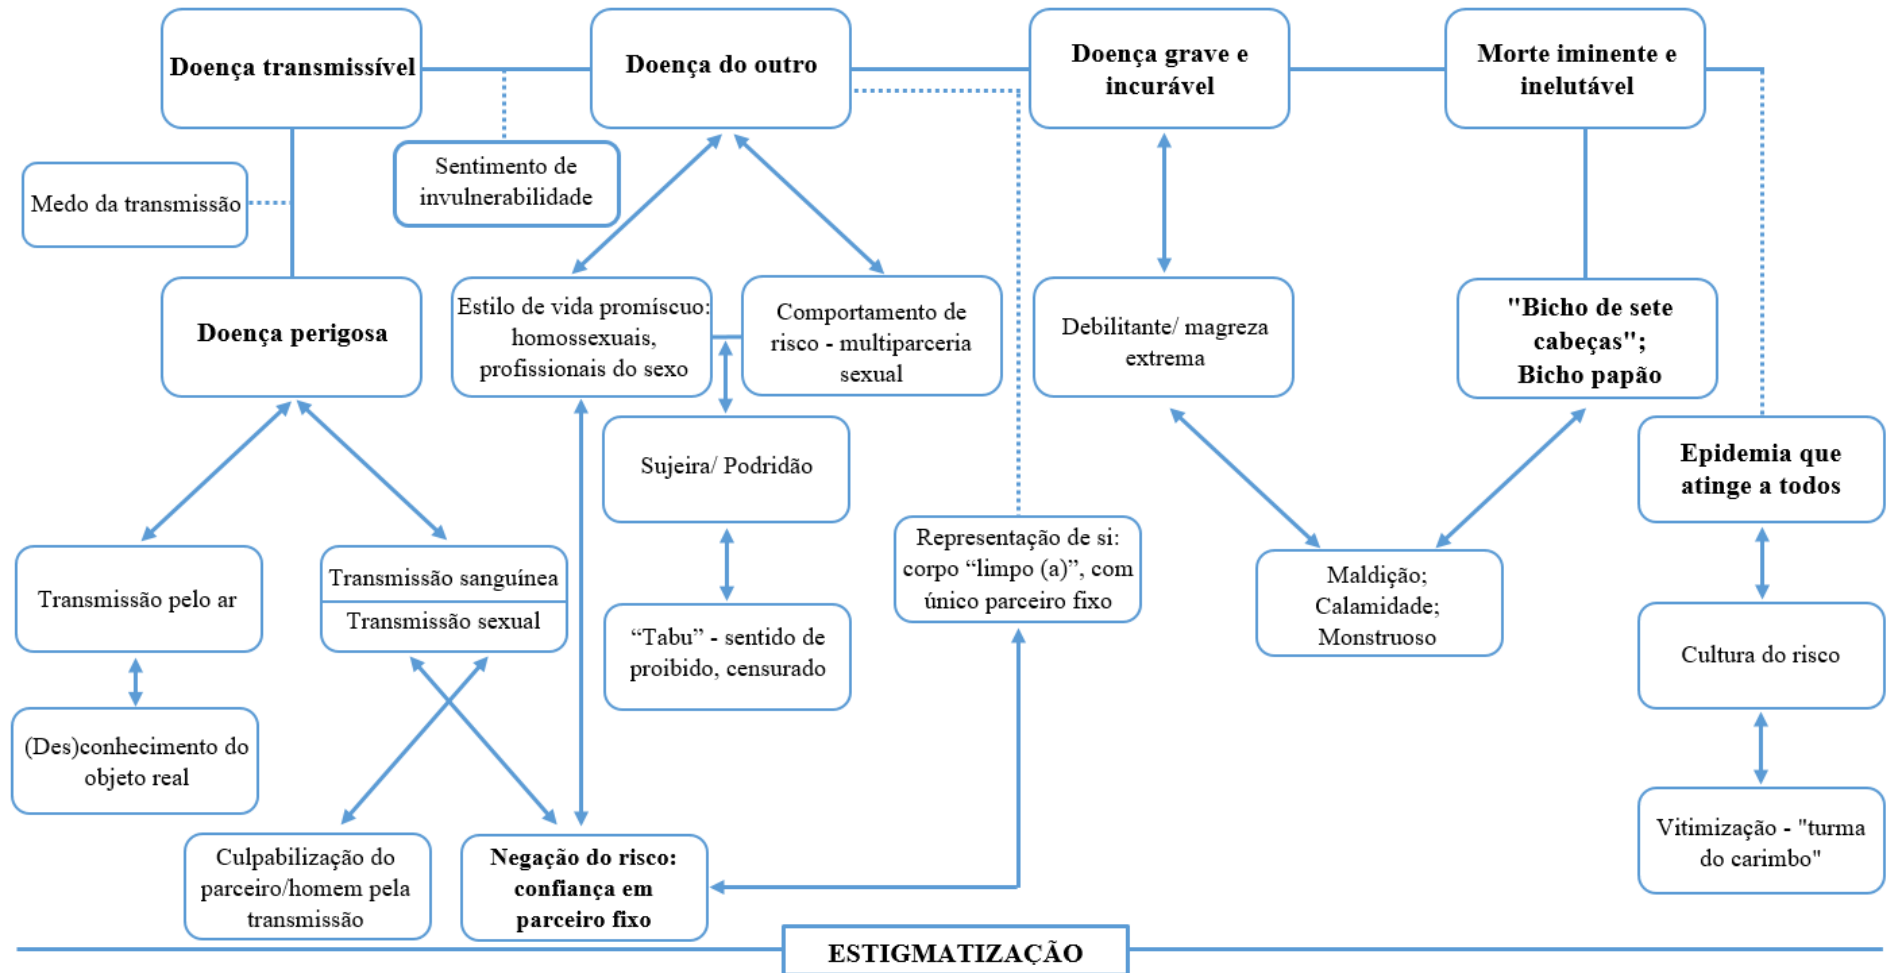 Doença transmissível
Doença do outro
Doença grave e
incurável
Morte iminente e
inelutável
Sentimento de
invulnerabilidade
Medo da transmissão
Doença perigosa
Estilo de vida promíscuo:
homossexuais,
profissionais do sexo
Comportamento de
risco - multiparceria
sexual
Debilitante/ magreza
extrema
"Bicho de sete
cabeças";
Bicho papão
Sujeira/ Podridão
Epidemia que
atinge a todos
Transmissão pelo ar
Transmissão sanguínea
Transmissão sexual
“Tabu” - sentido de
proibido, censurado
Representação de si:
corpo “limpo (a)”, com
único parceiro fixo
Maldição;
Calamidade;
Monstruoso
Cultura do risco
(Des)conhecimento do
objeto real
Culpabilização do
parceiro/homem pela
transmissão
Negação do risco:
confiança em
parceiro fixo
Vitimização - "turma
do carimbo"
ESTIGMATIZAÇÃO